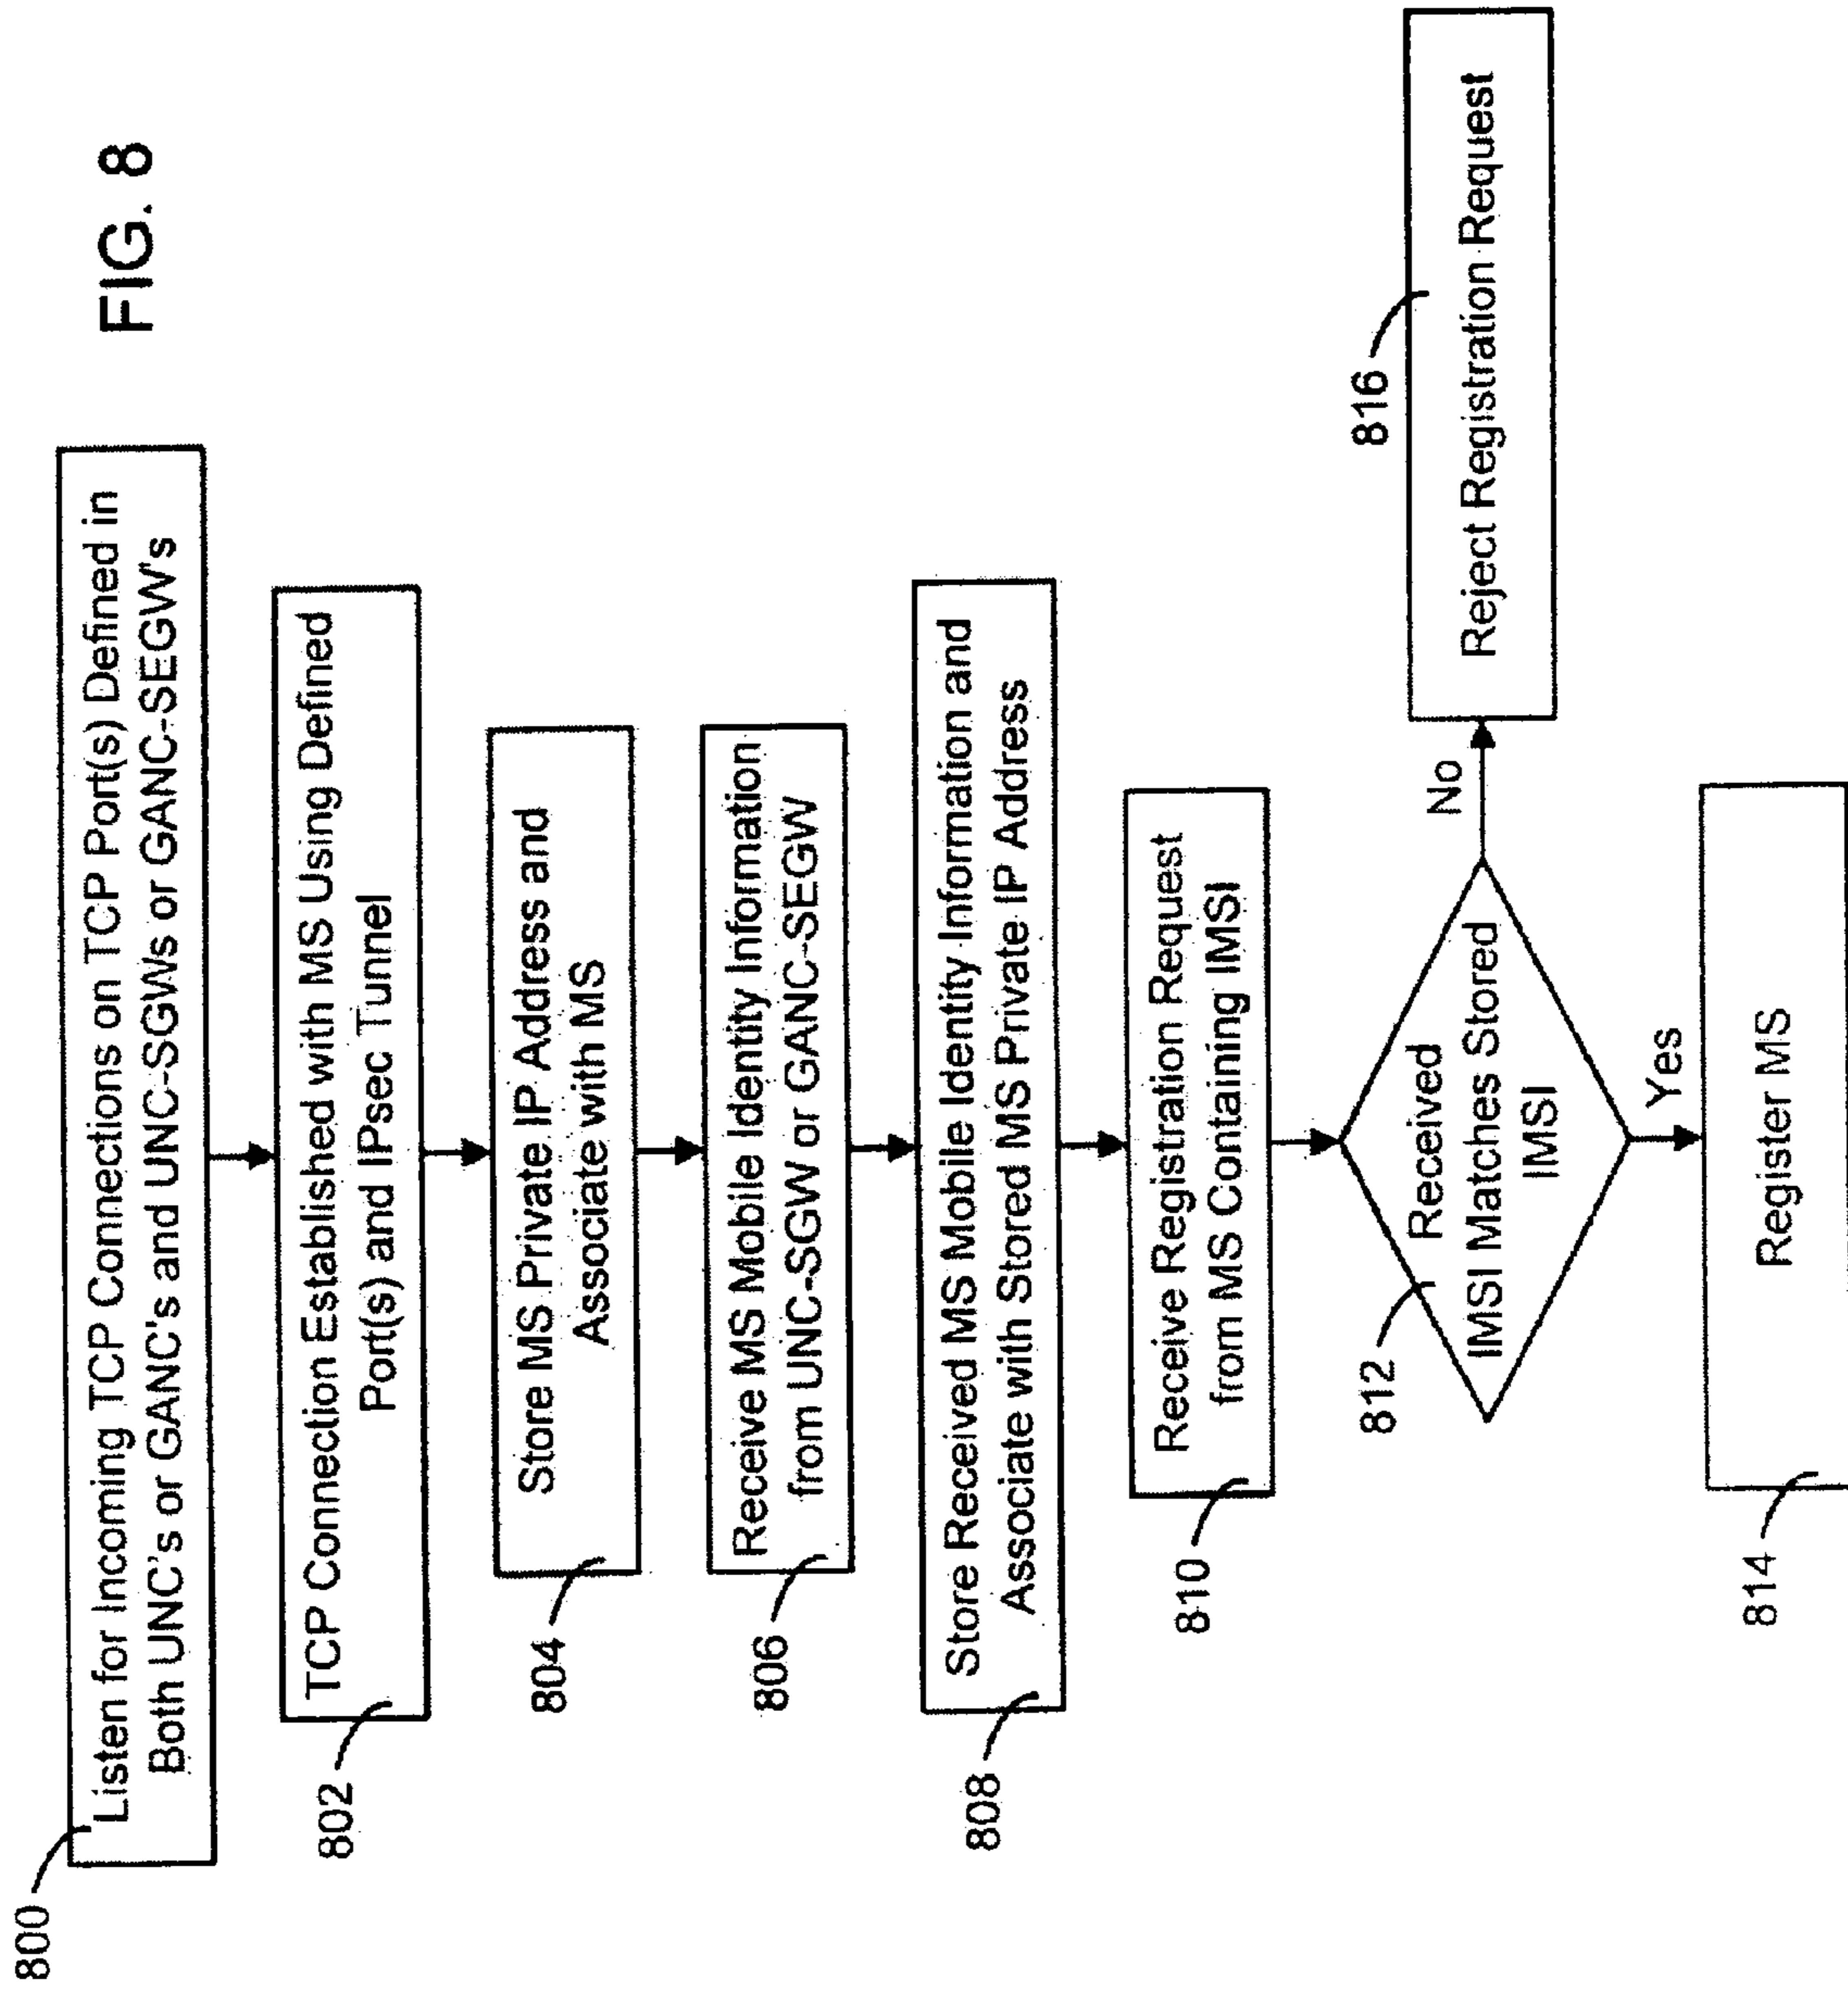 FIG. 8
800
Listen for Incoming TCP Connections on TCP Port(s) Defined in
Both UNC's or GANC's and UNC-SGWs or GANC-SEGW's
802
TCP Connection Established with MS Using Defined
Port(s) and IPsec Tunnel
804
Store MS Private IP Address and
Associate with MS
806
Receive MS Mobile Identity Information
from UNC-SGW or GANC-SEGW
808
Store Received MS Mobile Identity Information and
Associate with Stored MS Private IP Address
810
Receive Registration Request
from MS Containing IMSI
812
Received
IMSI Matches Stored
IMSI
No
816
Reject Registration Request
Yes
814
Register MS